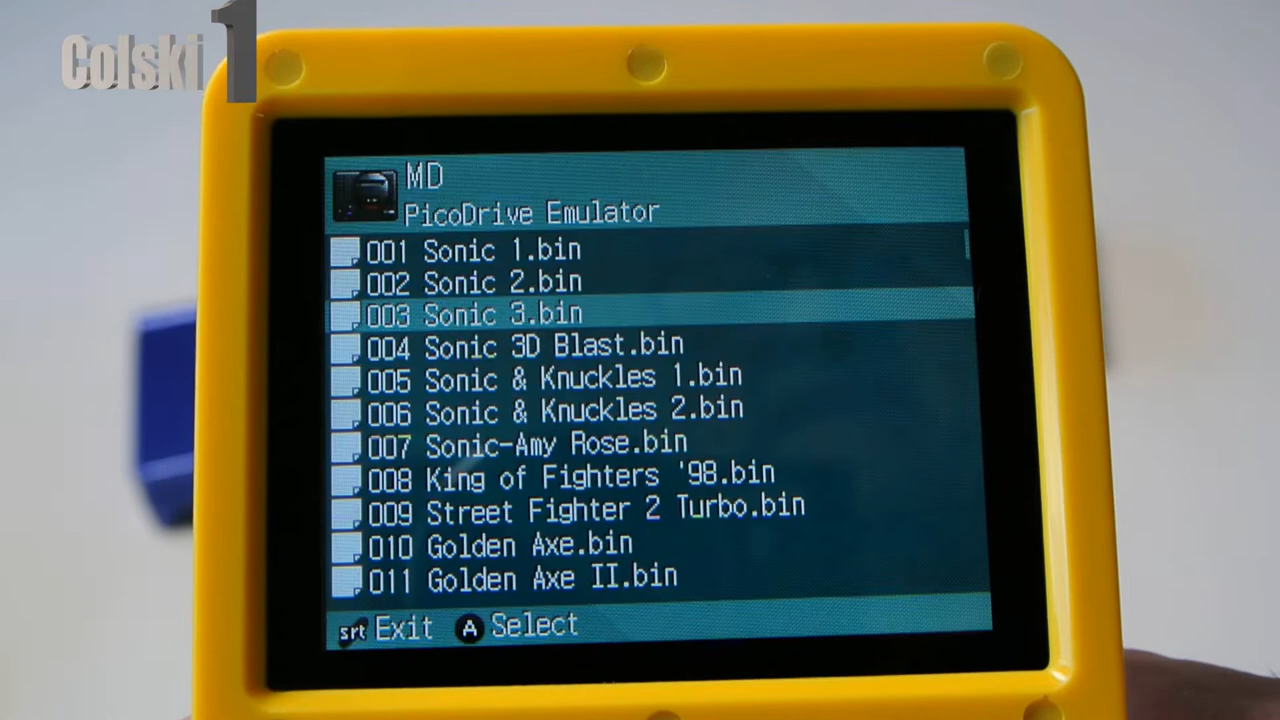 Colski 1
MD
PicoDrive Emulator
001 Sonic 1.bin
002 Sonic 2.bin
003 Sonic 3.bin
004 Sonic 3D Blast.bin
005 Sonic & Knuckles 1.bin
006 Sonic & Knuckles 2.bin
007 Sonic-Amy Rose.bin
008 King of Fighters '98.bin
009 Street Fighter 2 Turbo.bin
010 Golden Axe.bin
011 Golden Axe II.bin
srt Exit A Select